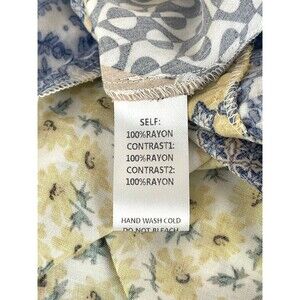 SELF:
100%RAYON
CONTRAST1:
100%RAYON
CONTRAST2:
100%RAYON
HAND WASH COLD
DO NOT BLEACH